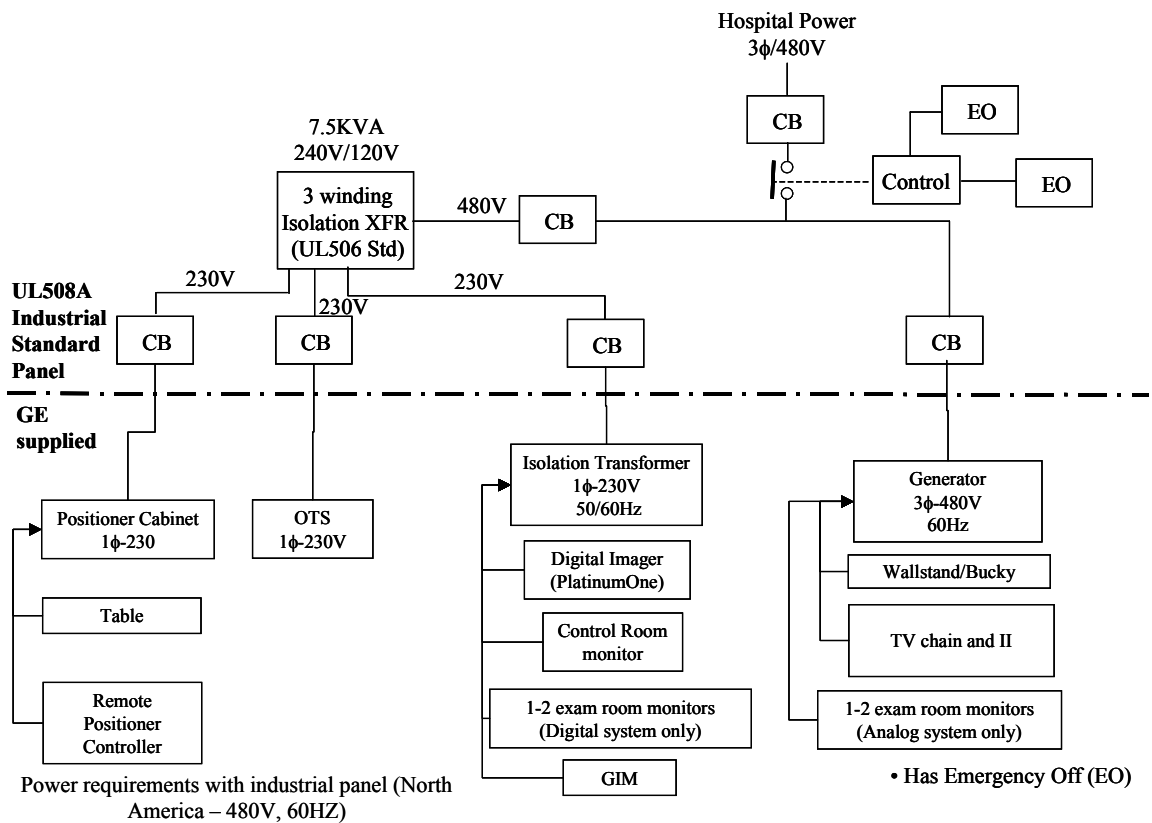 Hospital Power
3ϕ/480V
CB
EO
Control
EO
7.5KVA
240V/120V
3 winding
Isolation XFR
(UL506 Std)
480V
CB
230V
230V
230V
UL508A
Industrial
Standard
Panel
CB
CB
CB
CB
GE
supplied
Positioner Cabinet
1ϕ-230
Table
Remote
Positioner
Controller
OTS
1ϕ-230V
Isolation Transformer
1ϕ-230V
50/60Hz
Digital Imager
(PlatinumOne)
Control Room
monitor
1-2 exam room monitors
(Digital system only)
GIM
Generator
3ϕ-480V
60Hz
Wallstand/Bucky
TV chain and II
1-2 exam room monitors
(Analog system only)
• Has Emergency Off (EO)
Power requirements with industrial panel (North
America – 480V, 60HZ)